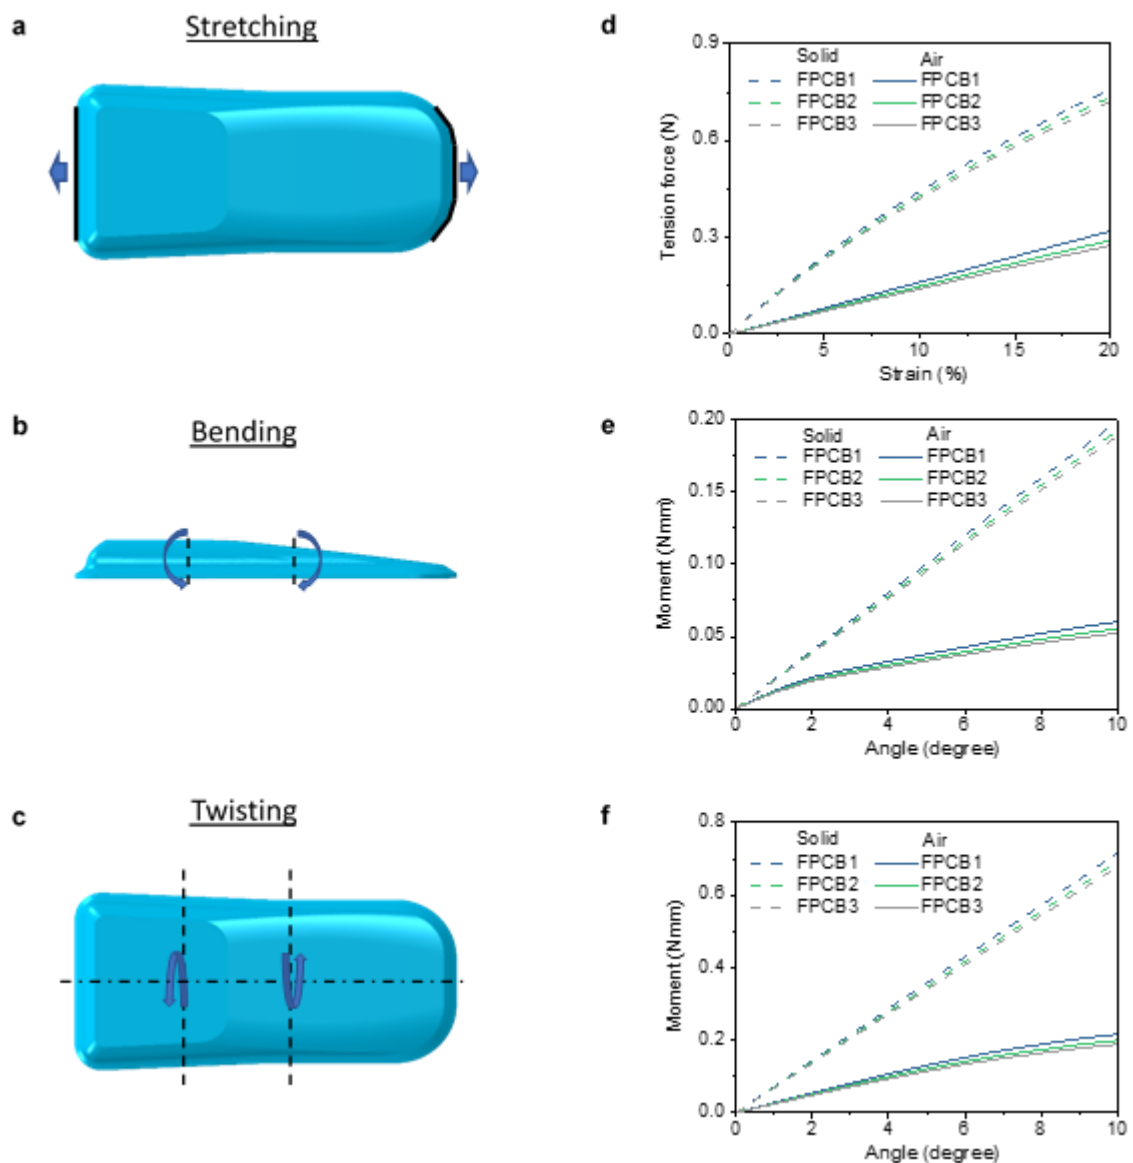 a
Stretching
b
Bending
c
Twisting
d
Solid Air
FPCB1 FPCB1
FPCB2 FPCB2
FPCB3 FPCB3
Tension force (N)
0.9
0.6
0.3
0.0
0 5 10 15 20
Strain (%)
e
Solid Air
FPCB1 FPCB1
FPCB2 FPCB2
FPCB3 FPCB3
Moment (Nmm)
0.20
0.15
0.10
0.05
0.00
0 2 4 6 8 10
Angle (degree)
f
Solid Air
FPCB1 FPCB1
FPCB2 FPCB2
FPCB3 FPCB3
Moment (Nmm)
0.8
0.6
0.4
0.2
0.0
0 2 4 6 8 10
Angle (degree)